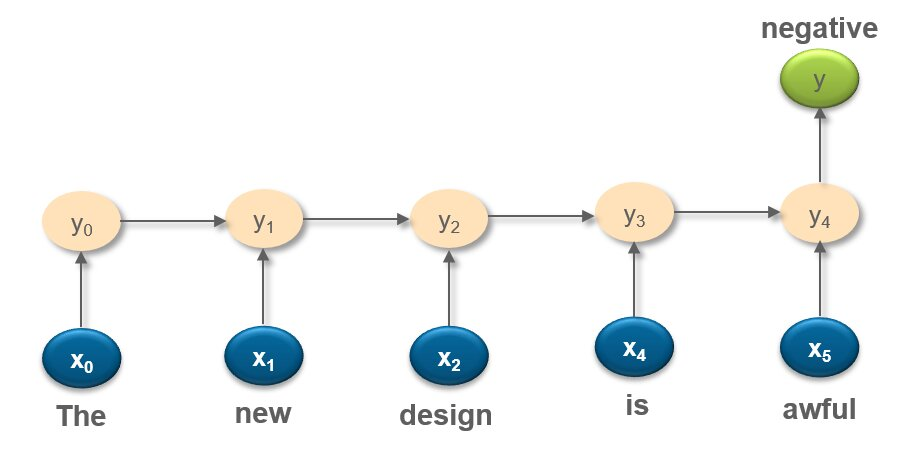 negative
y
y₀ y₁ y₂ y₃ y₄
x₀ x₁ x₂ x₄ x₅
The new design is awful